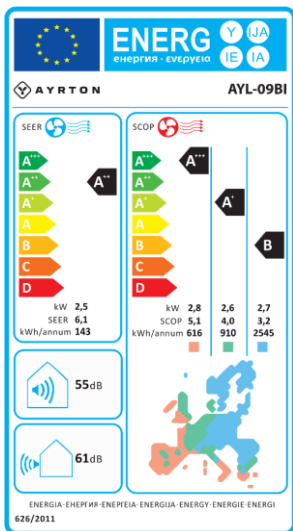 ENERG Y IJA
енергия · ενεργεια IE IA
AYRTON AYL-09BI
SEER
A+++
A++
A+
A
B
C
D
A++
kW 2,5
SEER 6,1
kWh/annum 143
SCOP
A+++
A++
A+
A
B
C
D
A+++
A+
B
kW 2,8 2,6 2,7
SCOP 5,1 4,0 3,2
kWh/annum 616 910 2545
55dB
61dB
ENERGIA·ЕНЕРГИЯ·ΕΝΕΡΓΕΙΑ·ENERGIJA·ENERGY·ENERGIE·ENERGI
626/2011